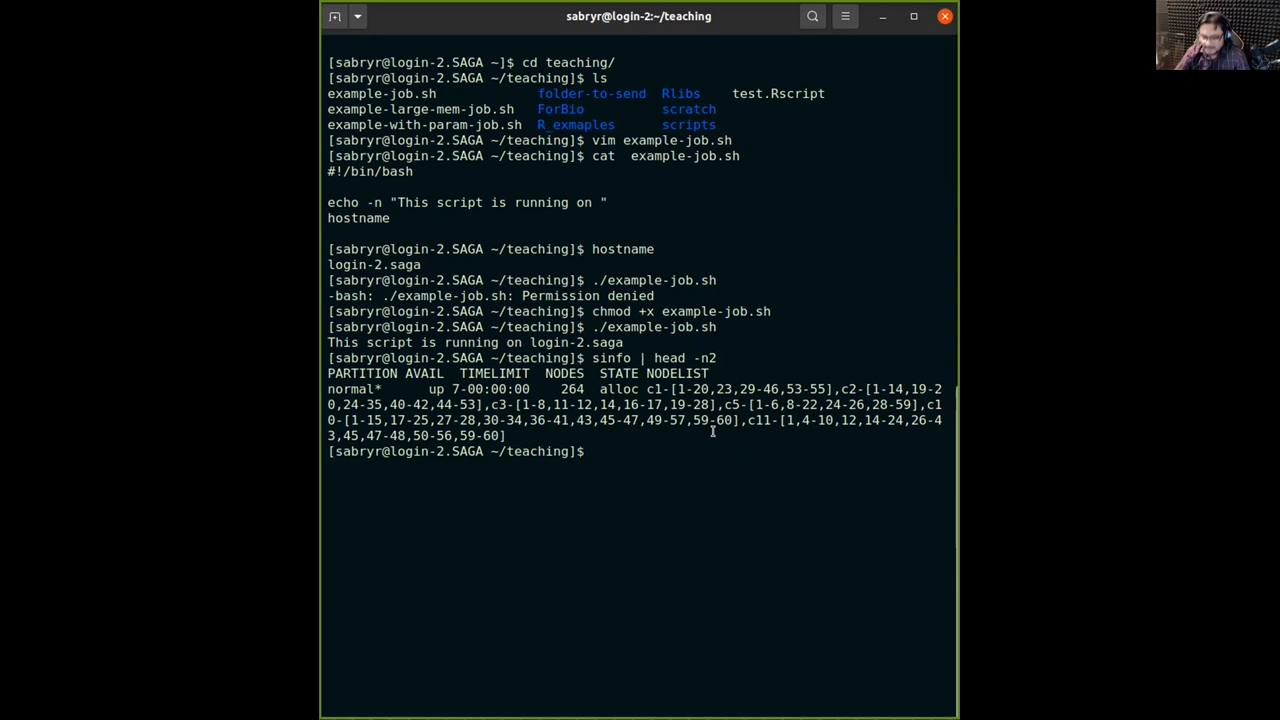 sabryr@login-2:~/teaching
[sabryr@login-2.SAGA ~]$ cd teaching/
[sabryr@login-2.SAGA ~/teaching]$ ls
example-job.sh folder-to-send Rlibs test.Rscript
example-large-mem-job.sh ForBio scratch
example-with-param-job.sh R_exmaples scripts
[sabryr@login-2.SAGA ~/teaching]$ vim example-job.sh
[sabryr@login-2.SAGA ~/teaching]$ cat  example-job.sh
#!/bin/bash
echo -n "This script is running on "
hostname
[sabryr@login-2.SAGA ~/teaching]$ hostname
login-2.saga
[sabryr@login-2.SAGA ~/teaching]$ ./example-job.sh
-bash: ./example-job.sh: Permission denied
[sabryr@login-2.SAGA ~/teaching]$ chmod +x example-job.sh
[sabryr@login-2.SAGA ~/teaching]$ ./example-job.sh
This script is running on login-2.saga
[sabryr@login-2.SAGA ~/teaching]$ sinfo | head -n2
PARTITION AVAIL  TIMELIMIT  NODES  STATE NODELIST
normal*      up 7-00:00:00    264  alloc c1-[1-20,23,29-46,53-55],c2-[1-14,19-2
0,24-35,40-42,44-53],c3-[1-8,11-12,14,16-17,19-28],c5-[1-6,8-22,24-26,28-59],c1
0-[1-15,17-25,27-28,30-34,36-41,43,45-47,49-57,59-60],c11-[1,4-10,12,14-24,26-4
3,45,47-48,50-56,59-60]
[sabryr@login-2.SAGA ~/teaching]$